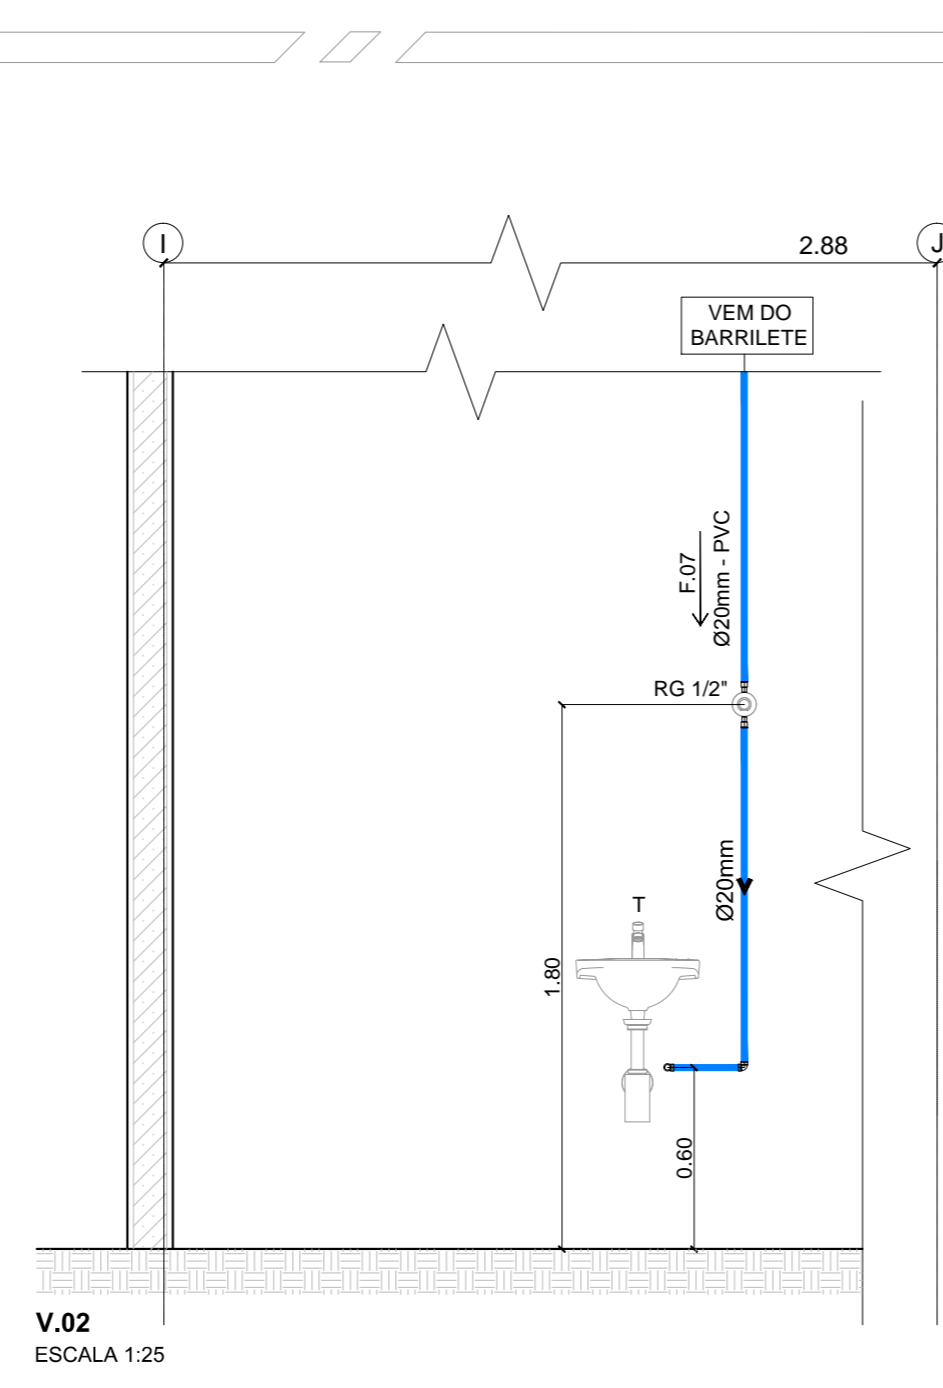 I
2.88
J
VEM DO
BARRILETE
F.07
Ø20mm - PVC
RG 1/2"
Ø20mm
T
1.80
0.60
V.02
ESCALA 1:25